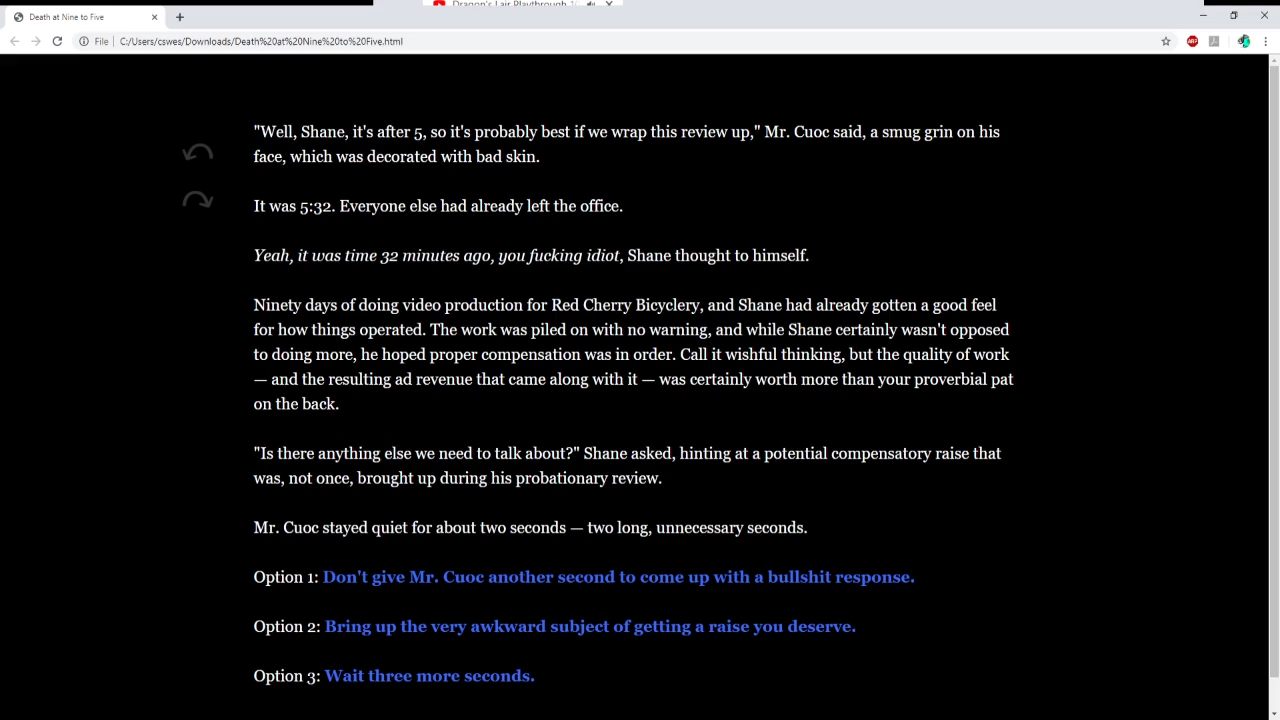 Dragon's Lair Playthrough
Death at Nine to Five
File
C:/Users/cswes/Downloads/Death%20at%20Nine%20to%20Five.html
ABP
"Well, Shane, it's after 5, so it's probably best if we wrap this review up," Mr. Cuoc said, a smug grin on his
face, which was decorated with bad skin.
It was 5:32. Everyone else had already left the office.
Yeah, it was time 32 minutes ago, you fucking idiot, Shane thought to himself.
Ninety days of doing video production for Red Cherry Bicyclery, and Shane had already gotten a good feel
for how things operated. The work was piled on with no warning, and while Shane certainly wasn't opposed
to doing more, he hoped proper compensation was in order. Call it wishful thinking, but the quality of work
— and the resulting ad revenue that came along with it — was certainly worth more than your proverbial pat
on the back.
"Is there anything else we need to talk about?" Shane asked, hinting at a potential compensatory raise that
was, not once, brought up during his probationary review.
Mr. Cuoc stayed quiet for about two seconds — two long, unnecessary seconds.
Option 1: Don't give Mr. Cuoc another second to come up with a bullshit response.
Option 2: Bring up the very awkward subject of getting a raise you deserve.
Option 3: Wait three more seconds.